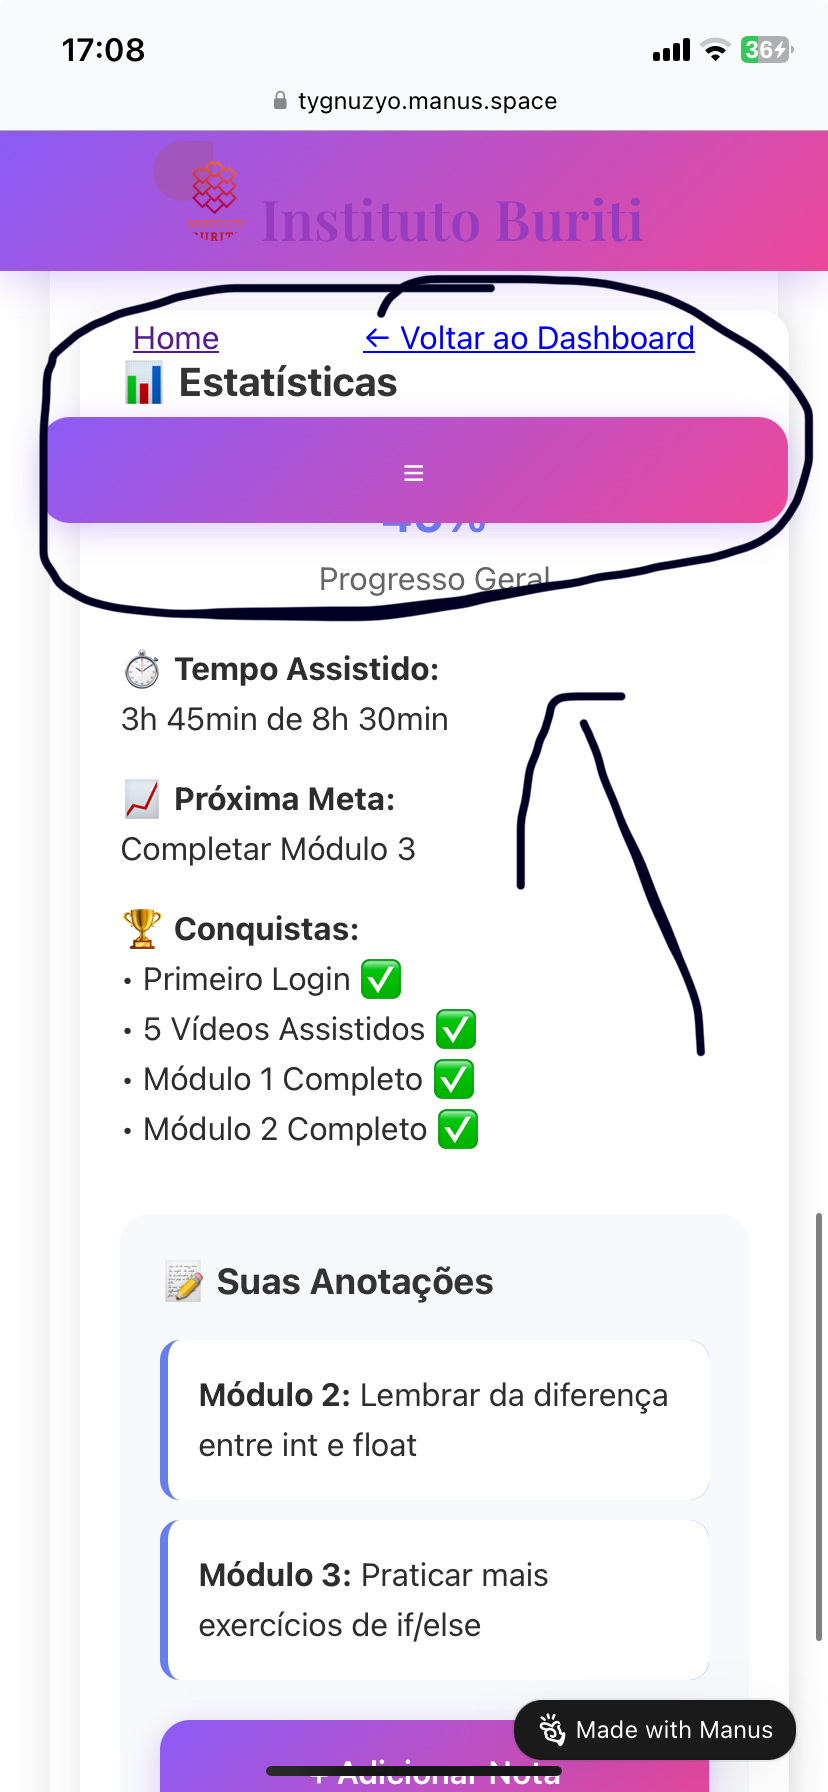 17:08
36
tygnuzyo.manus.space
Instituto Buriti
Home
← Voltar ao Dashboard
📊 Estatísticas
≡
Progresso Geral
⏱️ Tempo Assistido:
3h 45min de 8h 30min
📈 Próxima Meta:
Completar Módulo 3
🏆 Conquistas:
• Primeiro Login ✅
• 5 Vídeos Assistidos ✅
• Módulo 1 Completo ✅
• Módulo 2 Completo ✅
📝 Suas Anotações
Módulo 2: Lembrar da diferença
entre int e float
Módulo 3: Praticar mais
exercícios de if/else
Made with Manus
+ Adicionar Nota